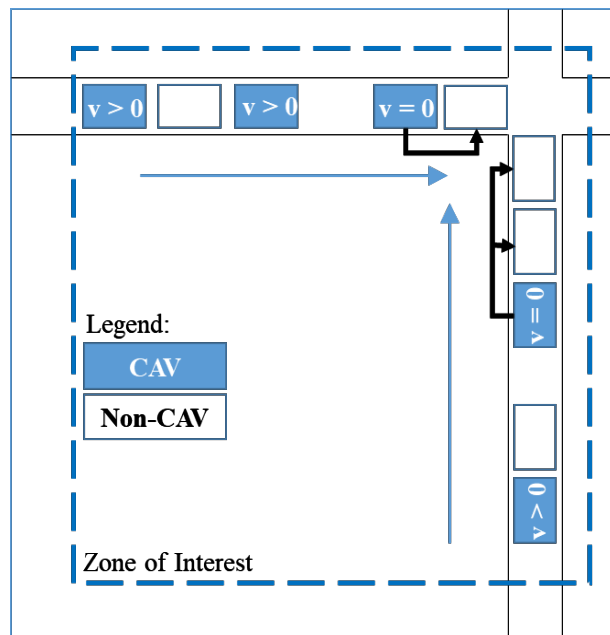 v > 0
v > 0
v = 0
v = 0
Legend:
CAV
Non-CAV
v > 0
Zone of Interest